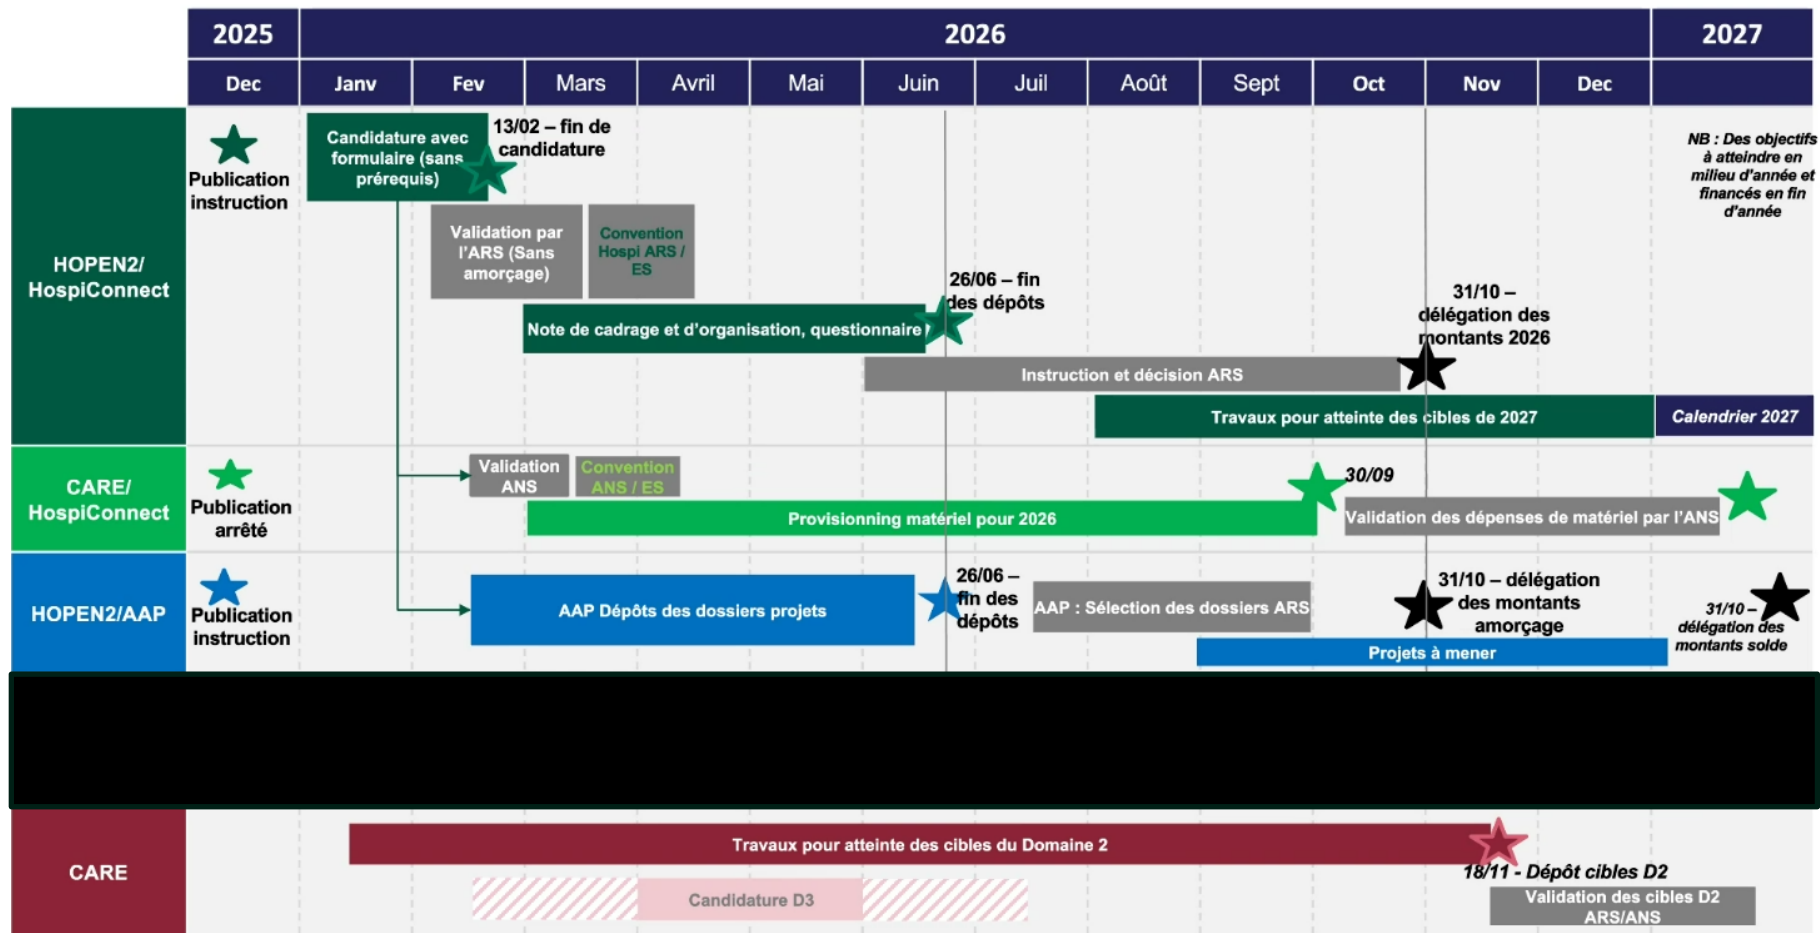 2025
2026
2027
Dec
Janv
Fev
Mars
Avril
Mai
Juin
Juil
Août
Sept
Oct
Nov
Dec
HOPEN2/
HospiConnect
Publication
instruction
Candidature avec
formulaire (sans
prérequis)
13/02 – fin de
candidature
NB : Des objectifs
à atteindre en
milieu d'année et
financés en fin
d'année
Validation par
l'ARS (Sans
amorçage)
Convention
Hospi ARS /
ES
26/06 – fin
des dépôts
31/10 –
délégation des
montants 2026
Note de cadrage et d'organisation, questionnaire
Instruction et décision ARS
Travaux pour atteinte des cibles de 2027
Calendrier 2027
CARE/
HospiConnect
Publication
arrêté
Validation
ANS
Convention
ANS / ES
30/09
Provisionning matériel pour 2026
Validation des dépenses de matériel par l'ANS
HOPEN2/AAP
Publication
instruction
AAP Dépôts des dossiers projets
26/06 –
fin des
dépôts
AAP : Sélection des dossiers ARS
31/10 – délégation
des montants
amorçage
31/10 –
délégation des
montants solde
Projets à mener
CARE
Travaux pour atteinte des cibles du Domaine 2
18/11 - Dépôt cibles D2
Candidature D3
Validation des cibles D2
ARS/ANS